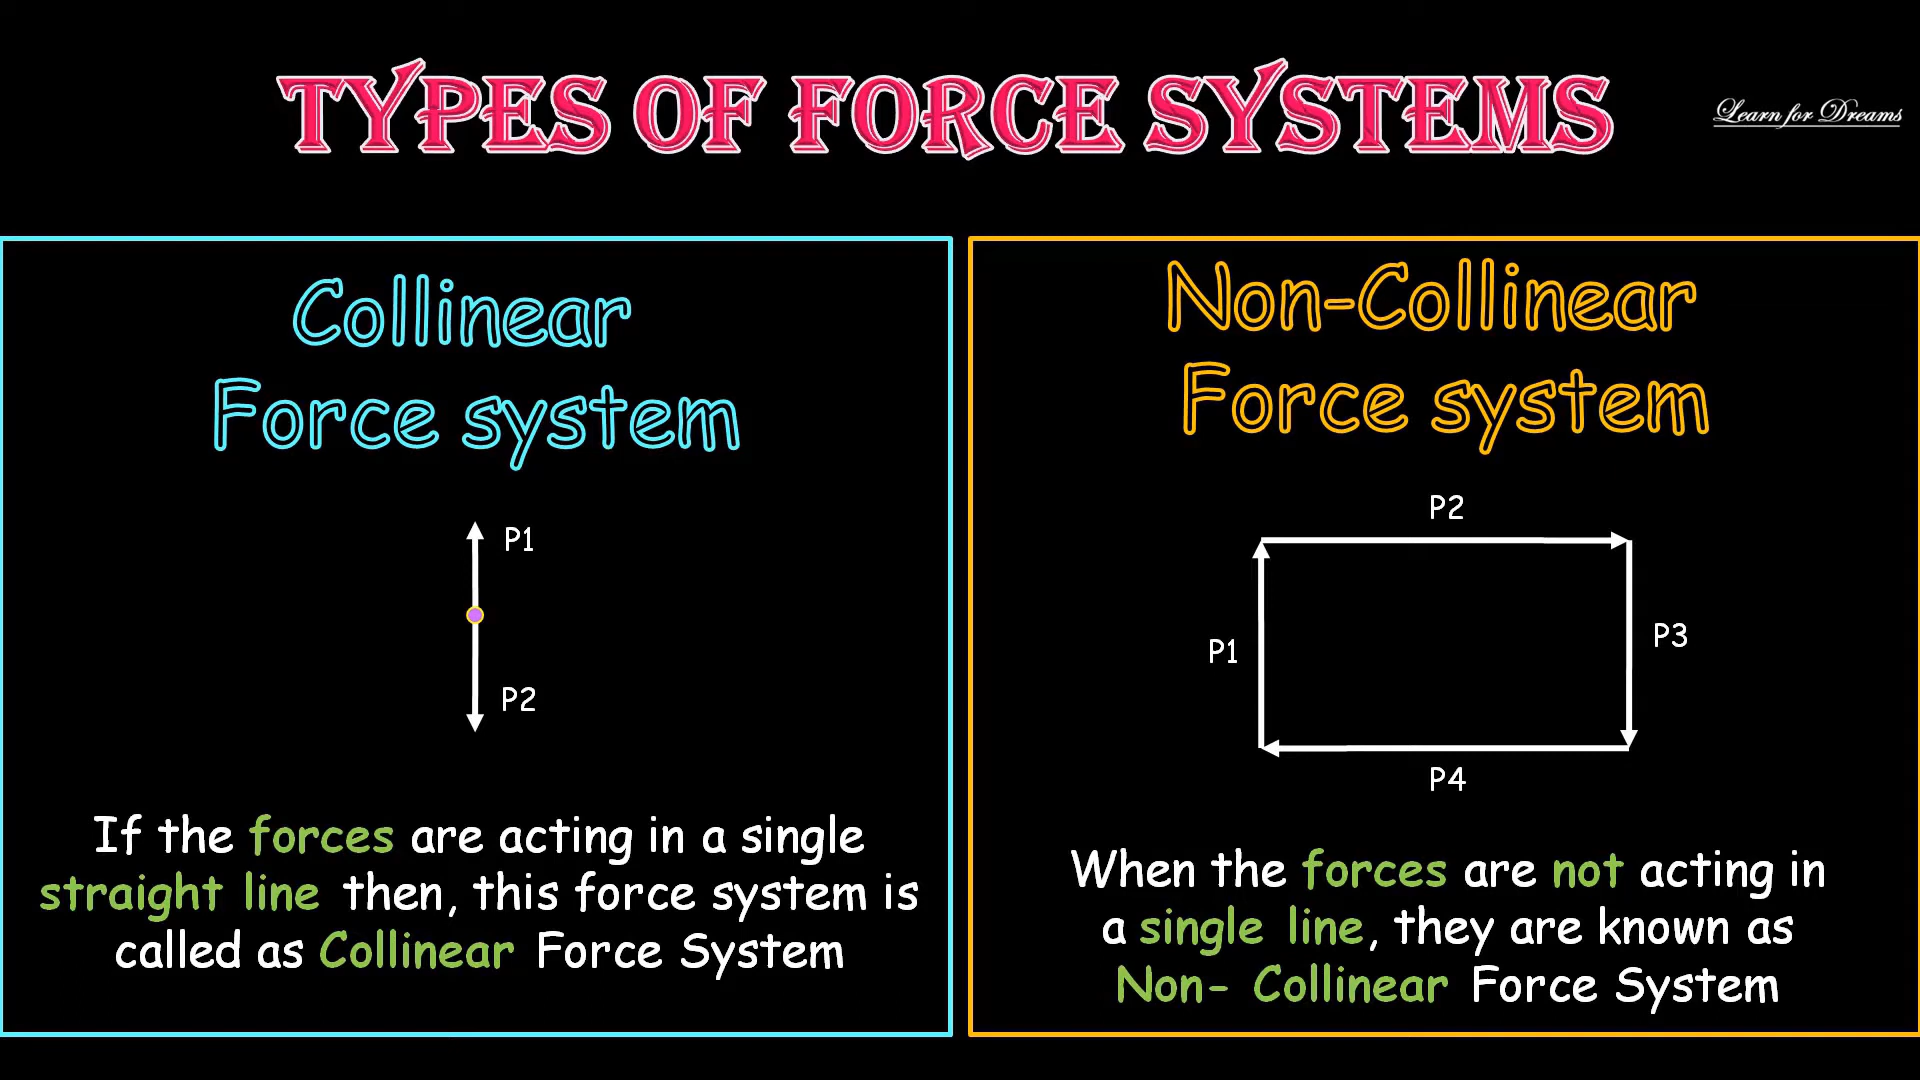 TYPES OF FORCE SYSTEMS
Learn for Dreams
Collinear
Force system
P1
P2
If the forces are acting in a single
straight line then, this force system is
called as Collinear Force System
Non-Collinear
Force system
P2
P1
P3
P4
When the forces are not acting in
a single line, they are known as
Non- Collinear Force System